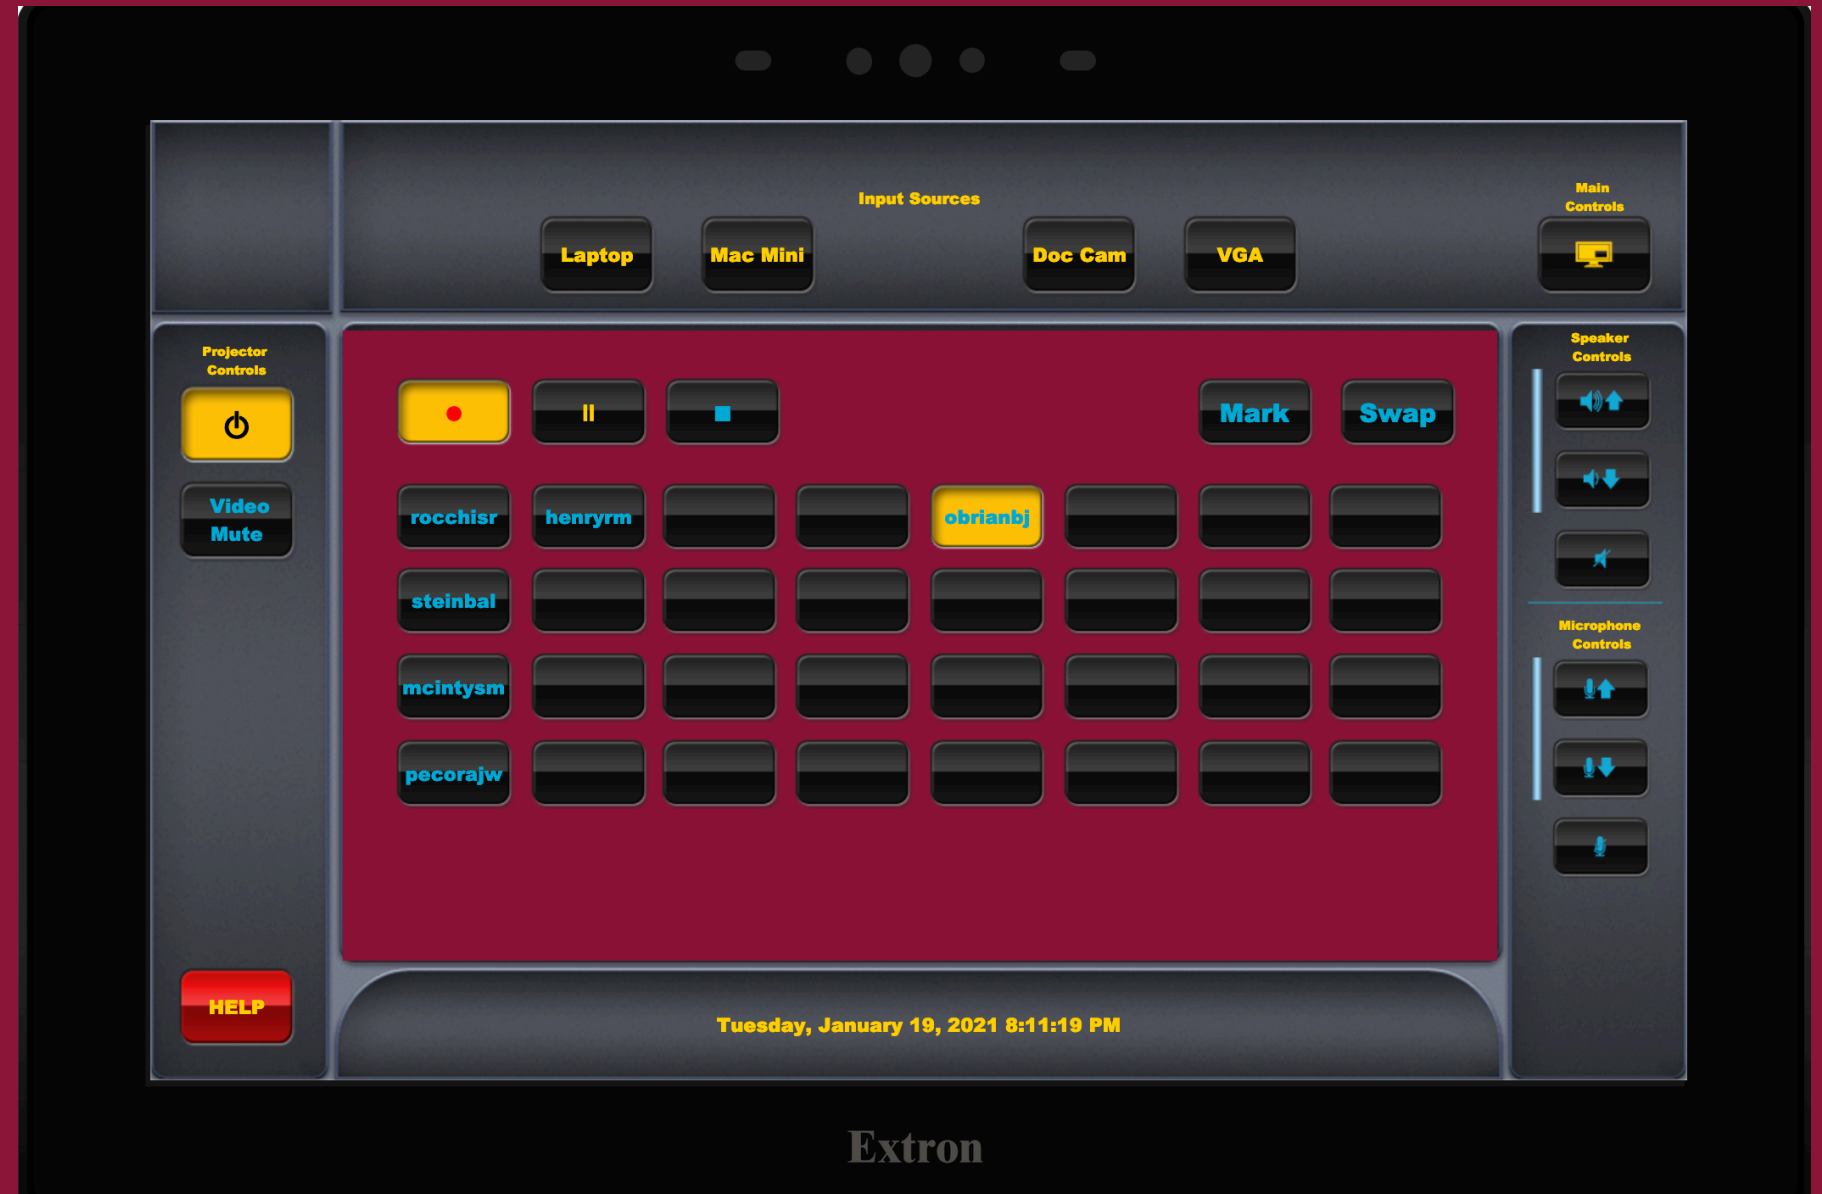 Input Sources
Main
Controls
Laptop
Mac Mini
Doc Cam
VGA
Projector
Controls
Video
Mute
HELP
Mark
Swap
rocchisr
henryrm
obrianbj
steinbal
mcintysm
pecorajw
Speaker
Controls
Microphone
Controls
Tuesday, January 19, 2021 8:11:19 PM
Extron